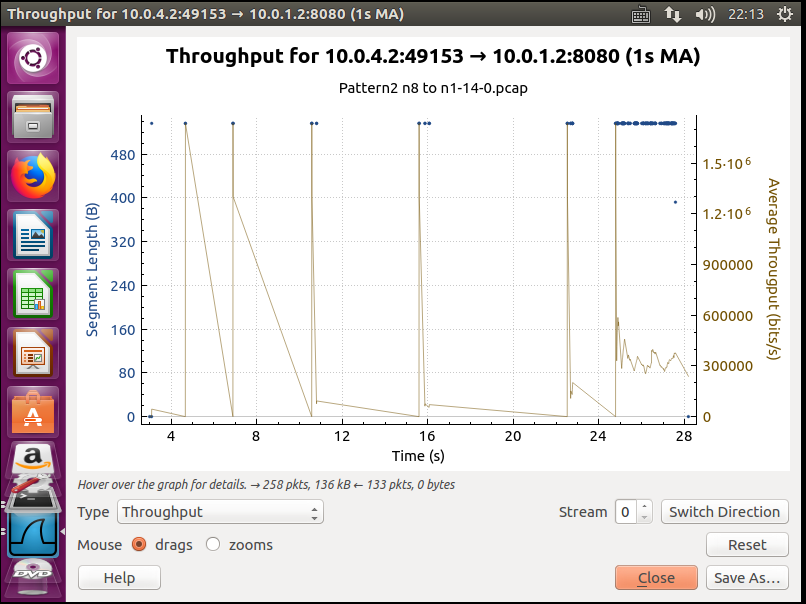 Throughput for 10.0.4.2:49153 → 10.0.1.2:8080 (1s MA)
22:13
Throughput for 10.0.4.2:49153 → 10.0.1.2:8080 (1s MA)
Pattern2 n8 to n1-14-0.pcap
Segment Length (B)
480
400
320
240
160
80
0
1.5·10⁶
1.2·10⁶
900000
600000
300000
0
Average Througput (bits/s)
4 8 12 16 20 24 28
Time (s)
Hover over the graph for details. → 258 pkts, 136 kB ← 133 pkts, 0 bytes
Type Throughput Stream 0 Switch Direction
Mouse drags zooms Reset
Help Close Save As…
A
a
DVD